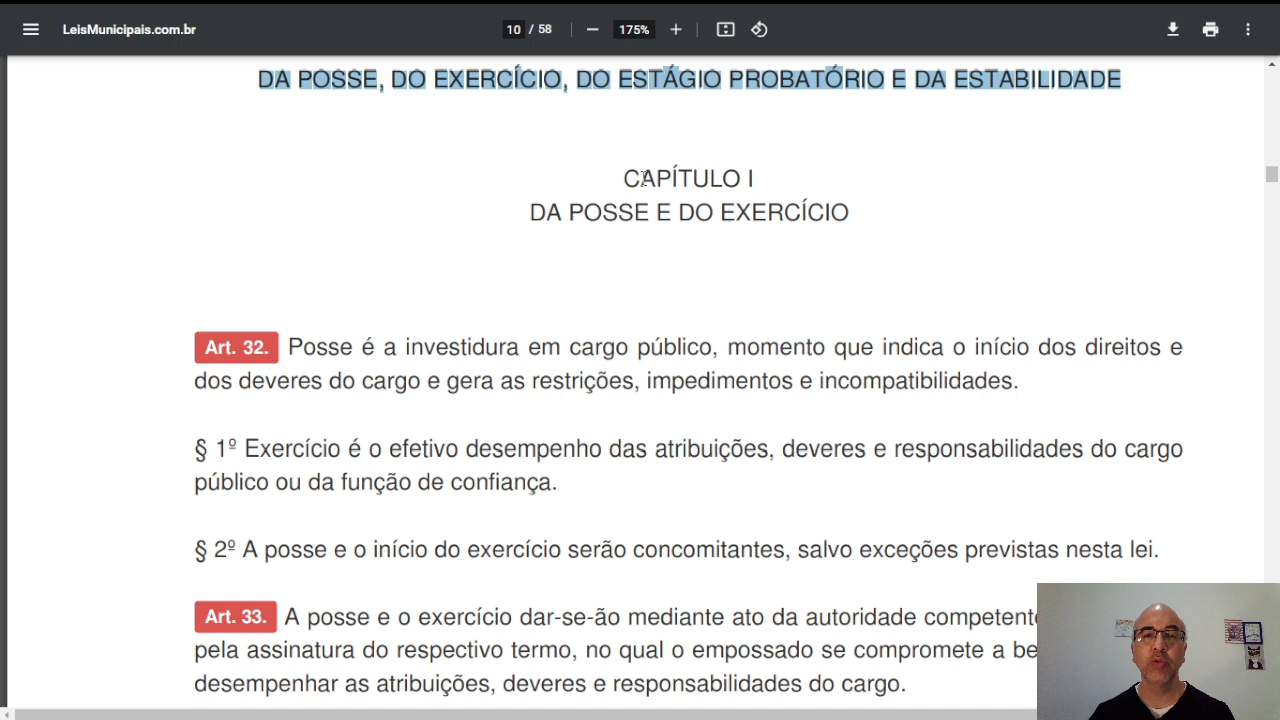 LeisMunicipais.com.br
10 / 58
175%
DA POSSE, DO EXERCÍCIO, DO ESTÁGIO PROBATÓRIO E DA ESTABILIDADE
CAPÍTULO I
DA POSSE E DO EXERCÍCIO
Art. 32. Posse é a investidura em cargo público, momento que indica o início dos direitos e
dos deveres do cargo e gera as restrições, impedimentos e incompatibilidades.
§ 1º Exercício é o efetivo desempenho das atribuições, deveres e responsabilidades do cargo
público ou da função de confiança.
§ 2º A posse e o início do exercício serão concomitantes, salvo exceções previstas nesta lei.
Art. 33. A posse e o exercício dar-se-ão mediante ato da autoridade competent
pela assinatura do respectivo termo, no qual o empossado se compromete a be
desempenhar as atribuições, deveres e responsabilidades do cargo.